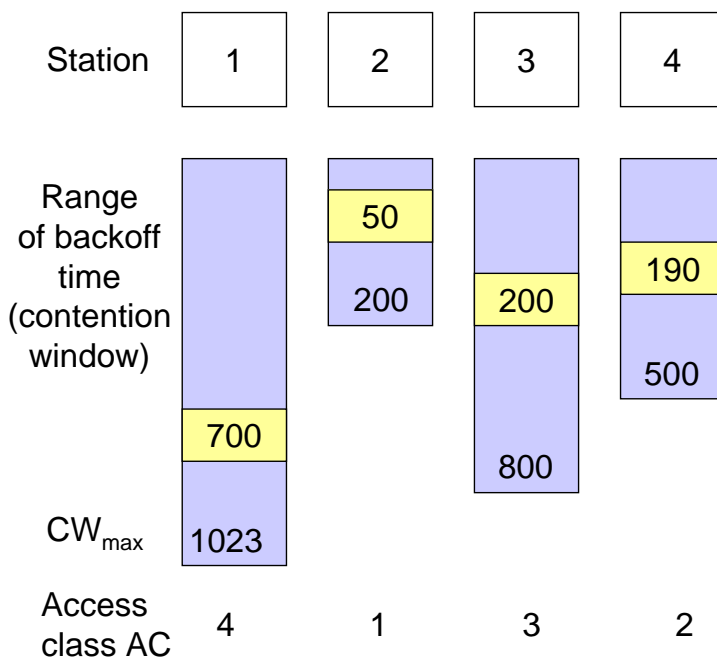 Station 1 2 3 4
Range
of backoff
time
(contention
window)
50
200
200
190
500
700
800
CW_max 1023
Access
class AC 4 1 3 2